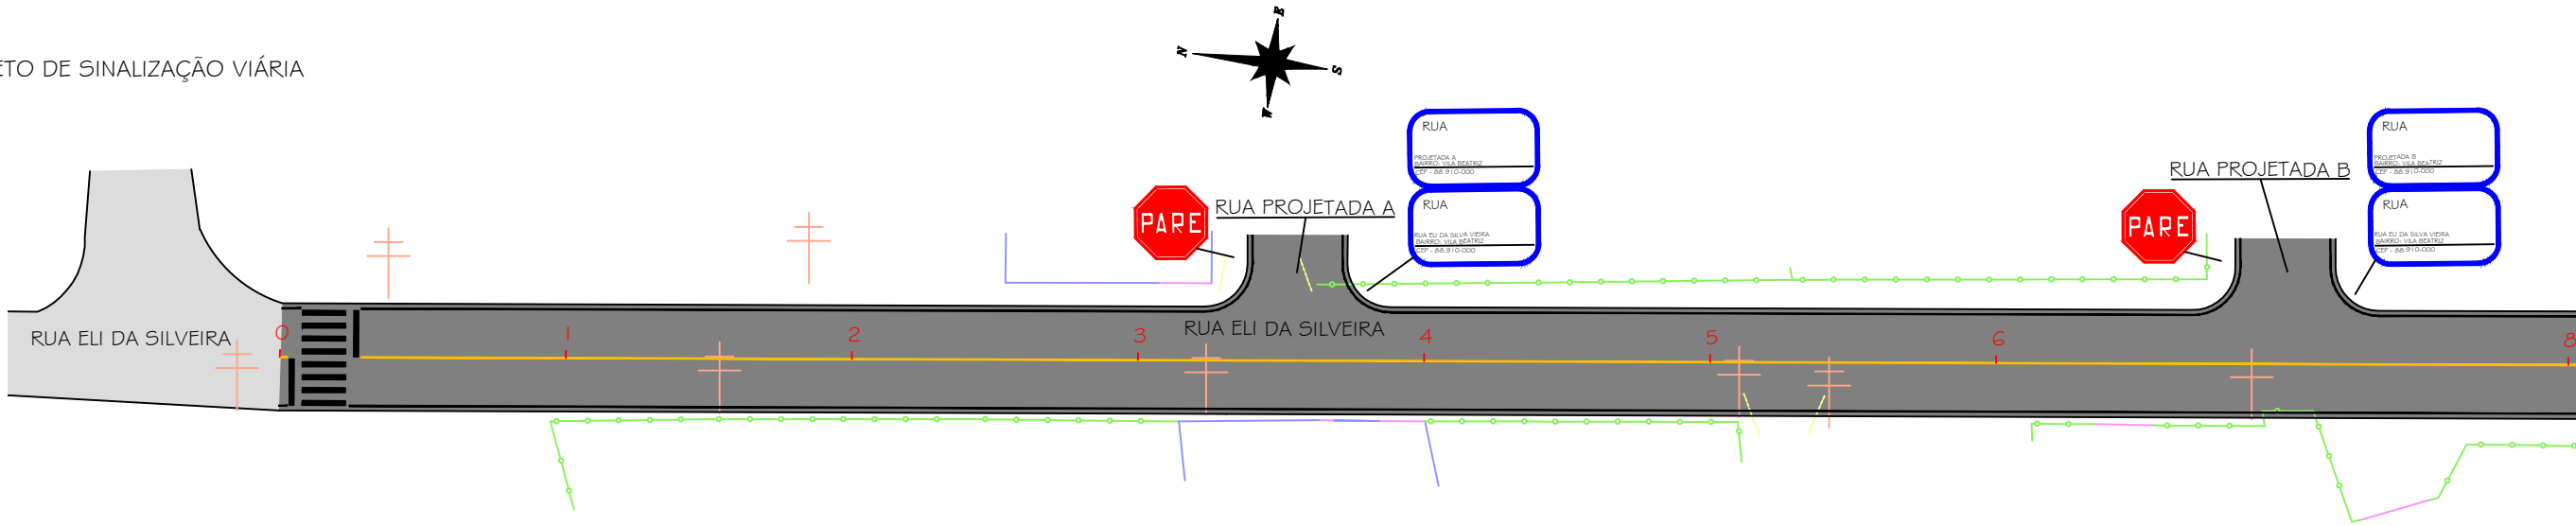 ETO DE SINALIZAÇÃO VIÁRIA
E
N
S
W
RUA
PROJETADA A
BAIRRO: VILA BEATRIZ
CEP - 88.910-000
RUA
PROJETADA B
BAIRRO: VILA BEATRIZ
CEP - 88.910-000
RUA PROJETADA B
PARE
RUA PROJETADA A
RUA
RUA ELI DA SILVA VIEIRA
BAIRRO: VILA BEATRIZ
CEP - 88.910-000
PARE
RUA
RUA ELI DA SILVA VIEIRA
BAIRRO: VILA BEATRIZ
CEP - 88.910-000
RUA ELI DA SILVEIRA
0 1 2 3
RUA ELI DA SILVEIRA
4 5 6 8